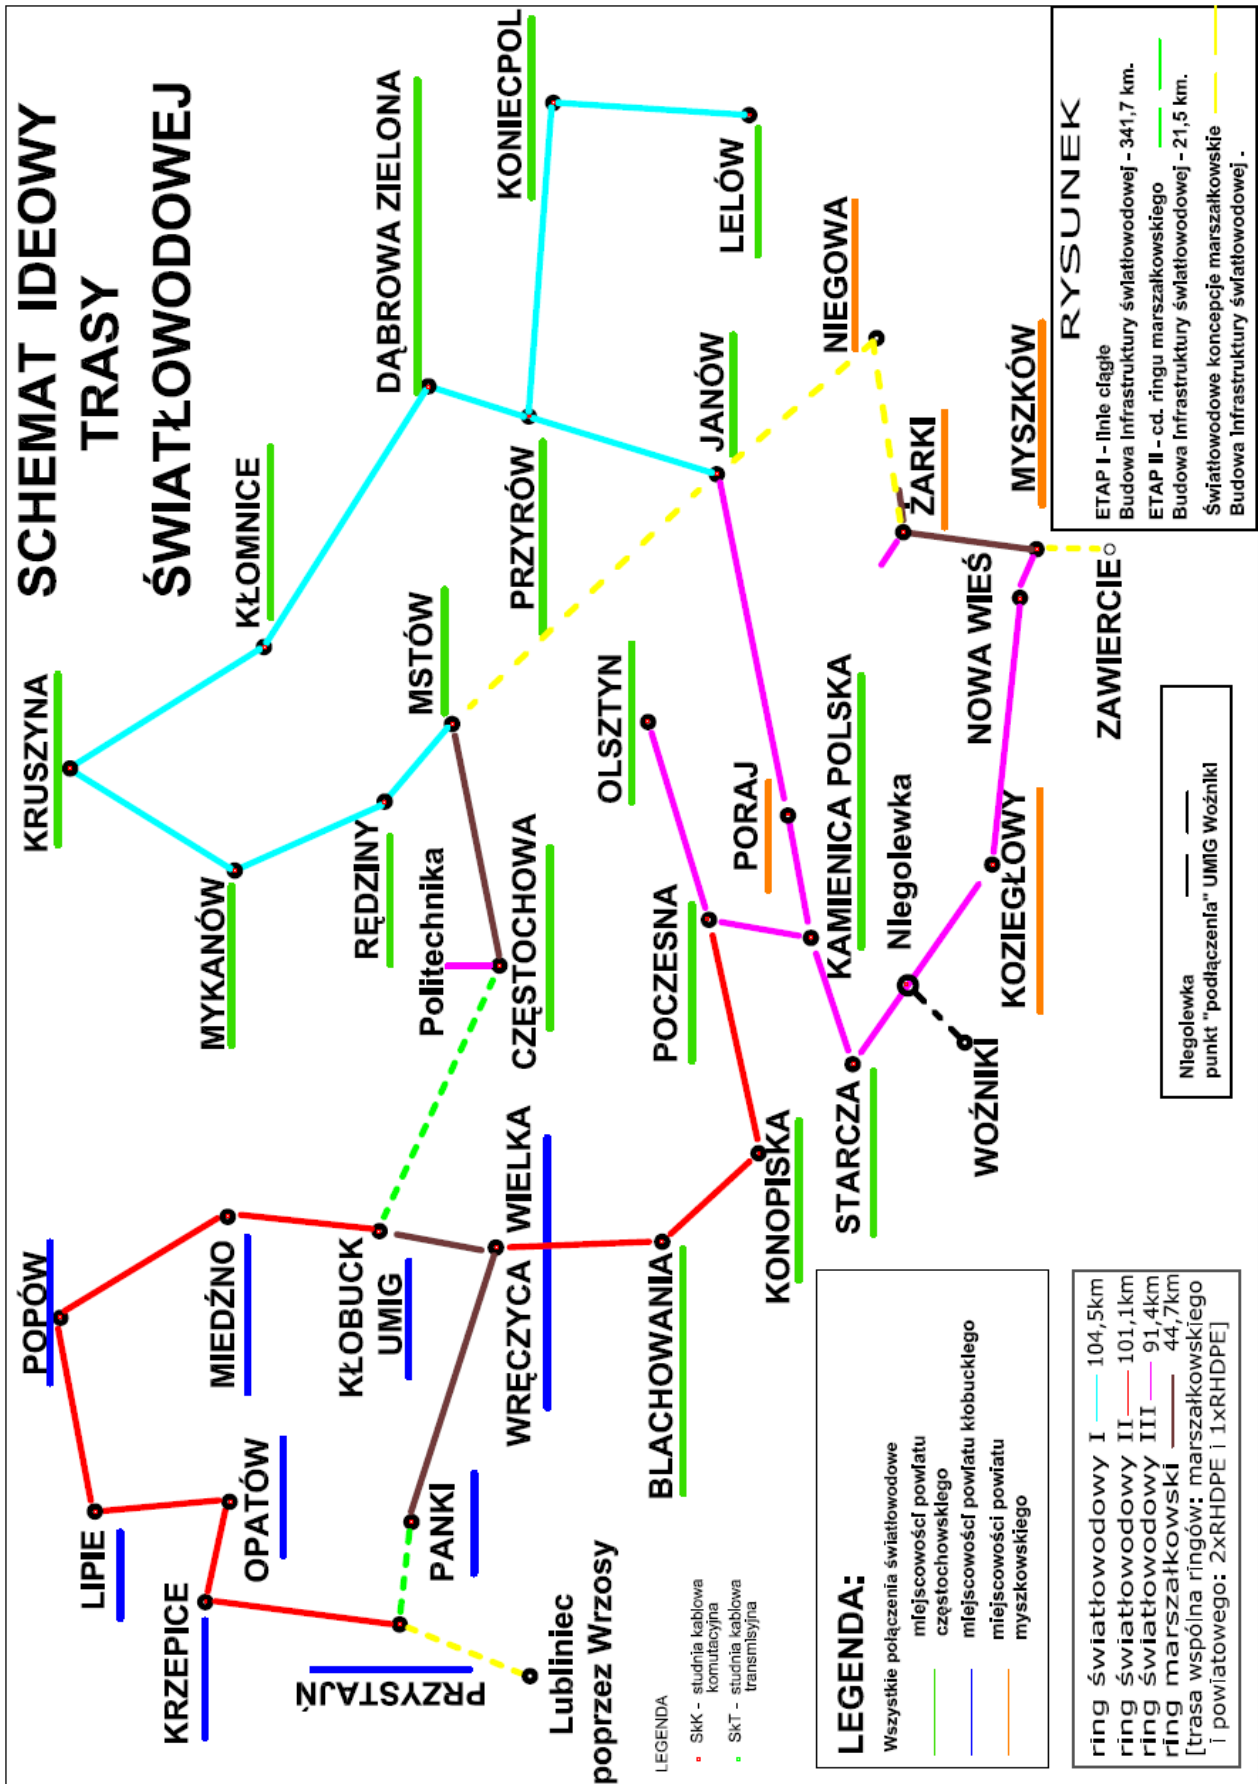 SCHEMAT IDEOWY
TRASY
ŚWIATŁOWODOWEJ
KRUSZYNA
KŁOMNICE
DĄBROWA ZIELONA
KONIECPOL
LELÓW
MYKANÓW
RĘDZINY
MSTÓW
PRZYRÓW
JANÓW
NIEGOWA
Politechnika
CZĘSTOCHOWA
OLSZTYN
PORAJ
ŻARKI
MYSZKÓW
POCZESNA
KAMIENICA POLSKA
NOWA WIEŚ
ZAWIERCIE
NIegolewka
KOZIEGŁOWY
STARCZA
WOŹNIKI
POPÓW
MIEDŹNO
KŁOBUCK
UMIG
WRĘCZYCA WIELKA
BLACHOWANIA
KONOPISKA
LIPIE
OPATÓW
KRZEPICE
PANKI
PRZYSTAJŃ
Lubliniec
poprzez Wrzosy
RYSUNEK
ETAP I - linie ciągłe
Budowa Infrastruktury światłowodowej - 341,7 km.
ETAP II - cd. ringu marszałkowskiego
Budowa Infrastruktury światłowodowej - 21,5 km.
Światłowodowe koncepcje marszałkowskie
Budowa Infrastruktury światłowodowej .
NIegolewka
punkt "podłączenia" UMIG Woźniki
LEGENDA
SkK - studnia kablowa
komutacyjna
SkT - studnia kablowa
transmisyjna
LEGENDA:
Wszystkie połączenia światłowodowe
miejscowości powiatu
częstochowskiego
miejscowości powiatu kłobuckiego
miejscowości powiatu
myszkowskiego
ring światłowodowy I 104,5km
ring światłowodowy II 101,1km
ring światłowodowy III 91,4km
ring marszałkowski 44,7km
[trasa wspólna ringów: marszałkowskiego
i powiatowego: 2xRHDPE i 1xRHDPE]